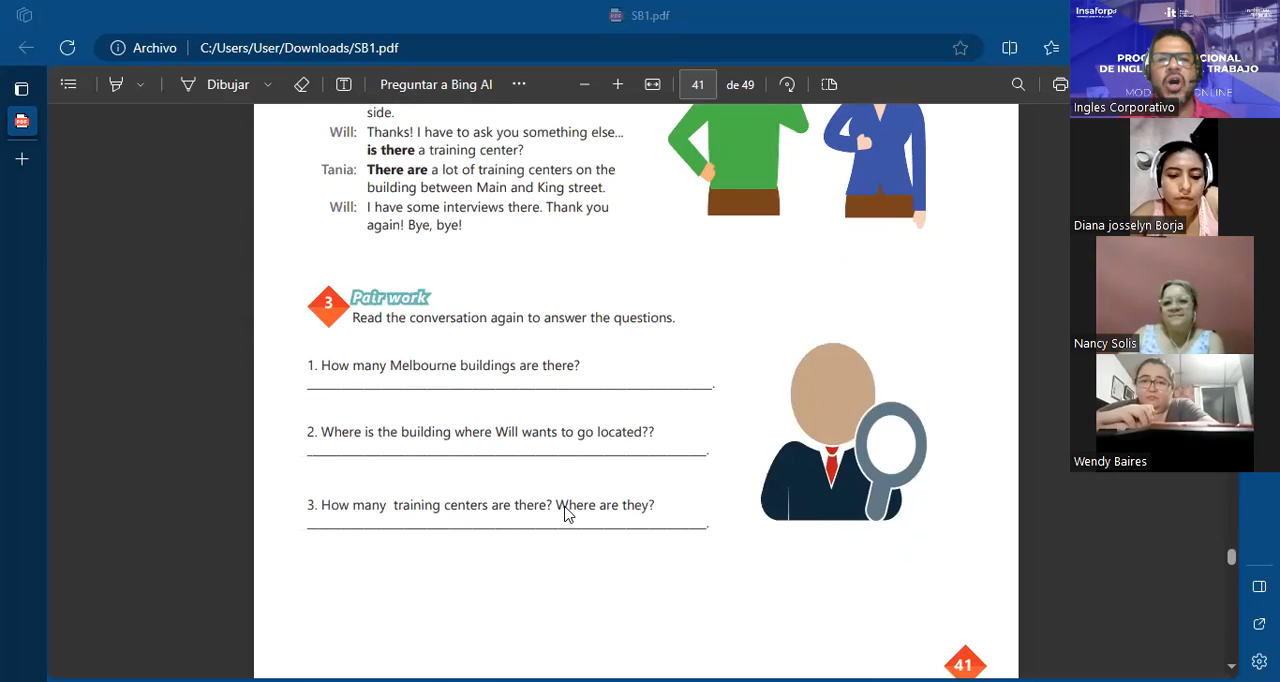 SB1.pdf
Archivo
C:/Users/User/Downloads/SB1.pdf
Dibujar
Preguntar a Bing AI
41
de 49
side.
Will: Thanks! I have to ask you something else...
is there a training center?
Tania: There are a lot of training centers on the
building between Main and King street.
Will: I have some interviews there. Thank you
again! Bye, bye!
3
Pair work
Read the conversation again to answer the questions.
1. How many Melbourne buildings are there?
2. Where is the building where Will wants to go located??
3. How many training centers are there? Where are they?
41
Insaforp
it
Ingles Corporativo
Diana josselyn Borja
Nancy Solis
Wendy Baires